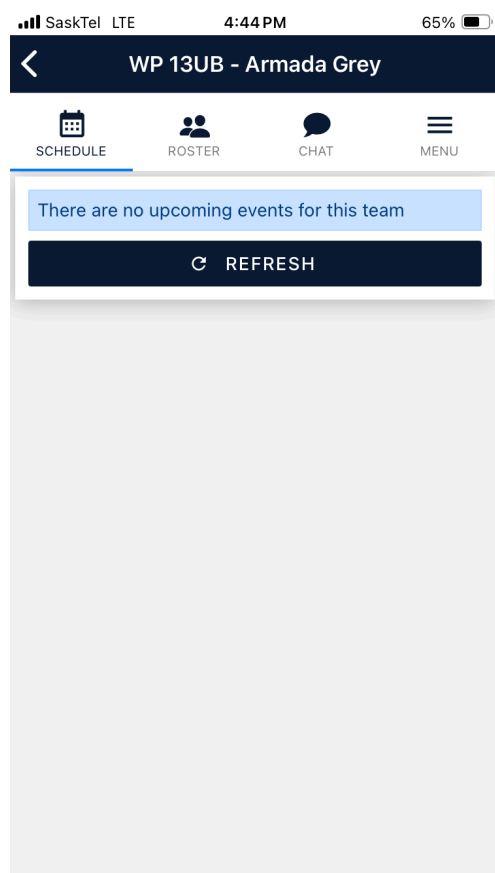 SaskTel LTE 4:44 PM 65%
WP 13UB - Armada Grey
SCHEDULE ROSTER CHAT MENU
There are no upcoming events for this team
REFRESH